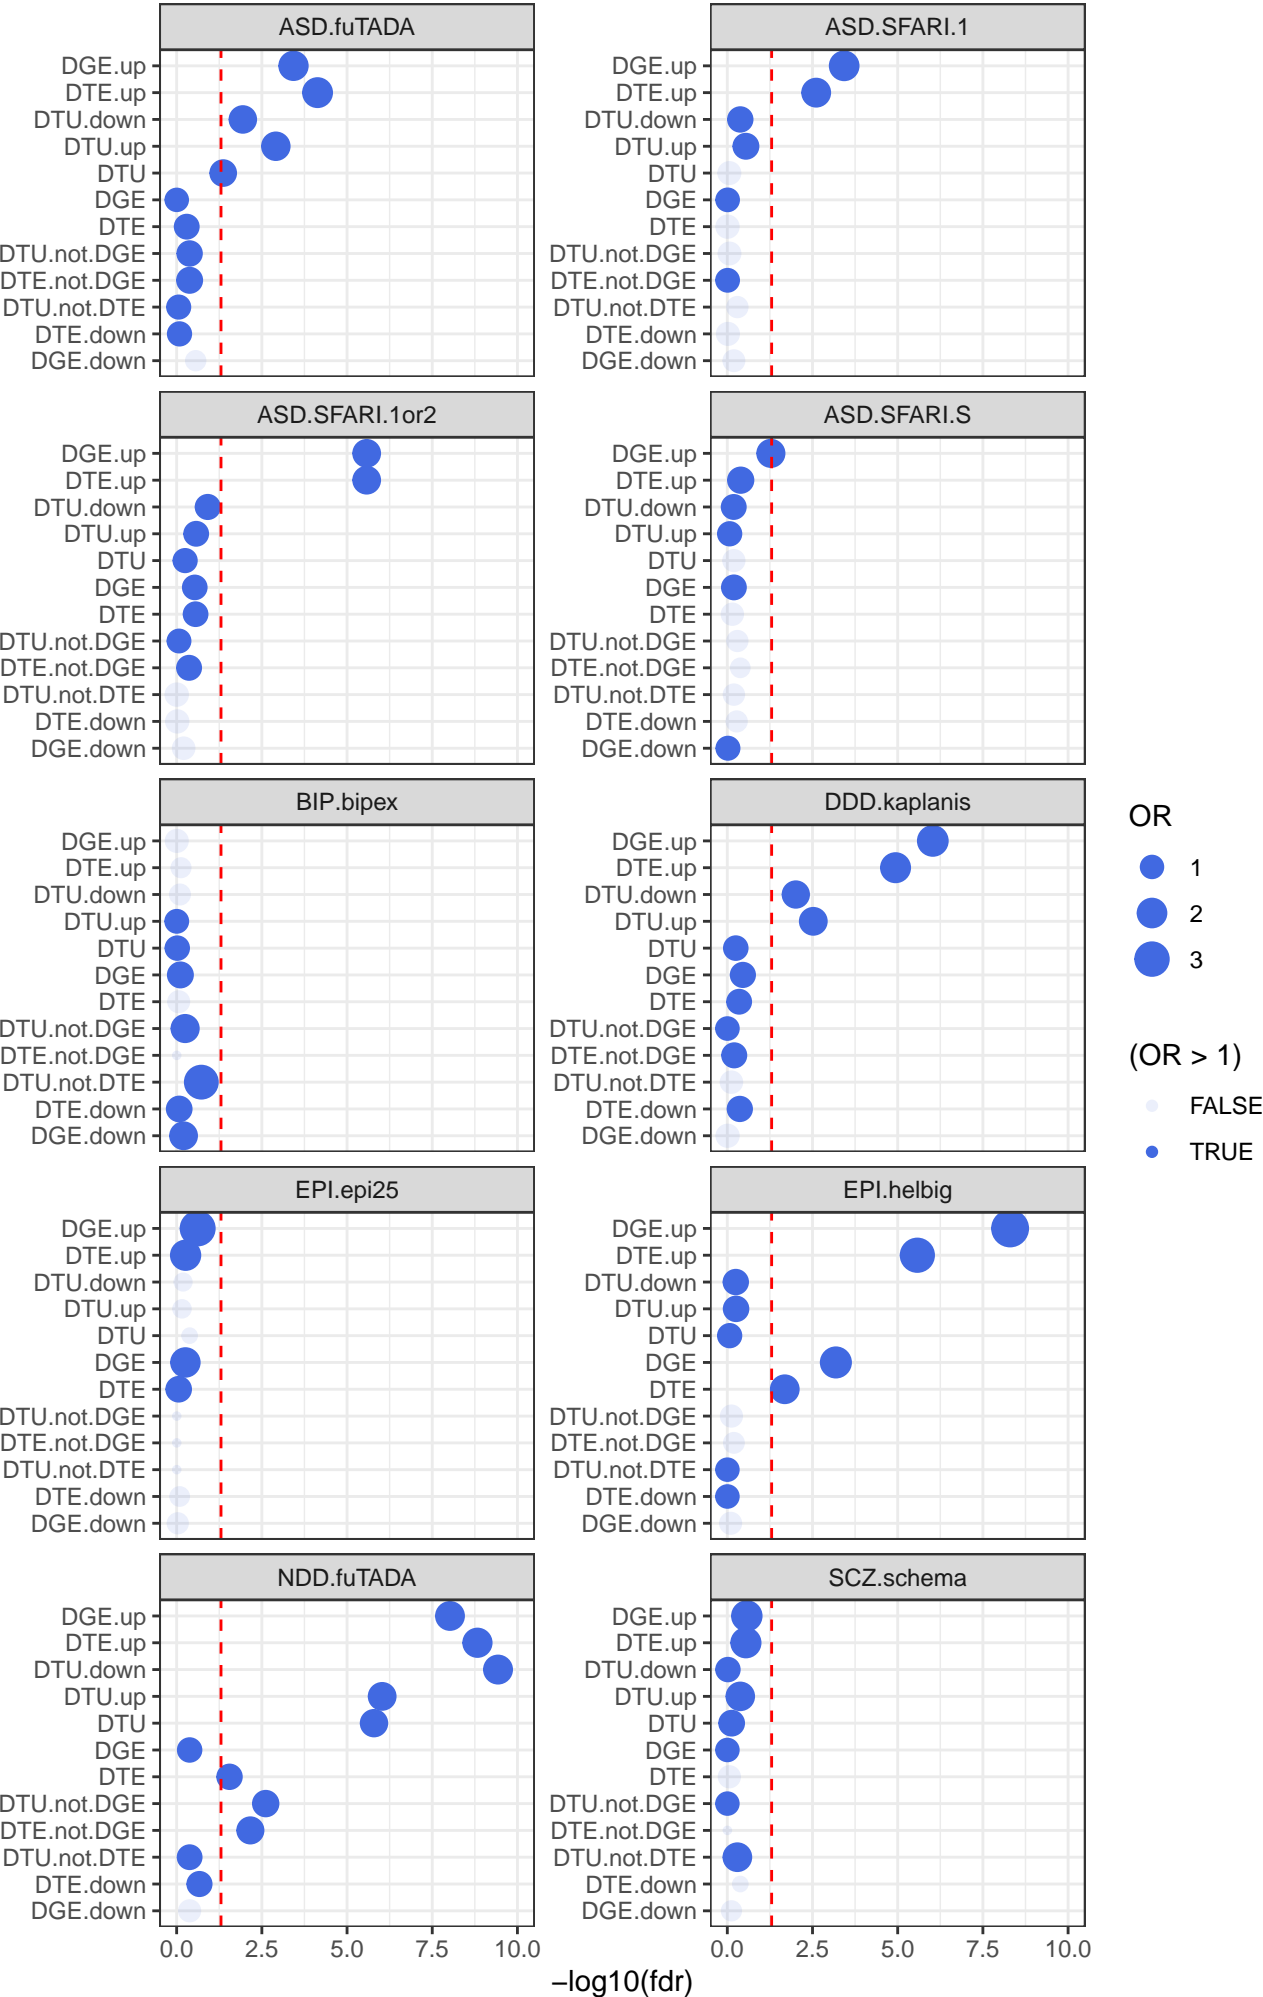 ASD.fuTADA
DGE.up
DTE.up
DTU.down
DTU.up
DTU
DGE
DTE
DTU.not.DGE
DTE.not.DGE
DTU.not.DTE
DTE.down
DGE.down
ASD.SFARI.1
DGE.up
DTE.up
DTU.down
DTU.up
DTU
DGE
DTE
DTU.not.DGE
DTE.not.DGE
DTU.not.DTE
DTE.down
DGE.down
ASD.SFARI.1or2
DGE.up
DTE.up
DTU.down
DTU.up
DTU
DGE
DTE
DTU.not.DGE
DTE.not.DGE
DTU.not.DTE
DTE.down
DGE.down
ASD.SFARI.S
DGE.up
DTE.up
DTU.down
DTU.up
DTU
DGE
DTE
DTU.not.DGE
DTE.not.DGE
DTU.not.DTE
DTE.down
DGE.down
BIP.bipex
DGE.up
DTE.up
DTU.down
DTU.up
DTU
DGE
DTE
DTU.not.DGE
DTE.not.DGE
DTU.not.DTE
DTE.down
DGE.down
DDD.kaplanis
DGE.up
DTE.up
DTU.down
DTU.up
DTU
DGE
DTE
DTU.not.DGE
DTE.not.DGE
DTU.not.DTE
DTE.down
DGE.down
EPI.epi25
DGE.up
DTE.up
DTU.down
DTU.up
DTU
DGE
DTE
DTU.not.DGE
DTE.not.DGE
DTU.not.DTE
DTE.down
DGE.down
EPI.helbig
DGE.up
DTE.up
DTU.down
DTU.up
DTU
DGE
DTE
DTU.not.DGE
DTE.not.DGE
DTU.not.DTE
DTE.down
DGE.down
NDD.fuTADA
DGE.up
DTE.up
DTU.down
DTU.up
DTU
DGE
DTE
DTU.not.DGE
DTE.not.DGE
DTU.not.DTE
DTE.down
DGE.down
0.0 2.5 5.0 7.5 10.0
SCZ.schema
DGE.up
DTE.up
DTU.down
DTU.up
DTU
DGE
DTE
DTU.not.DGE
DTE.not.DGE
DTU.not.DTE
DTE.down
DGE.down
0.0 2.5 5.0 7.5 10.0
−log10(fdr)
OR
1
2
3
(OR > 1)
FALSE
TRUE